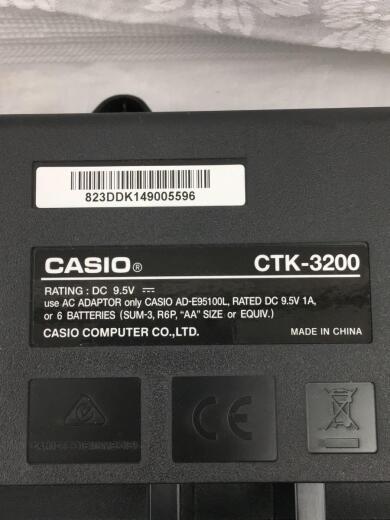 823DDK149005596
CASIO® CTK-3200
RATING : DC 9.5V ⎓
use AC ADAPTOR only CASIO AD-E95100L, RATED DC 9.5V 1A,
or 6 BATTERIES (SUM-3, R6P, "AA" SIZE or EQUIV.)
CASIO COMPUTER CO.,LTD. MADE IN CHINA
CE